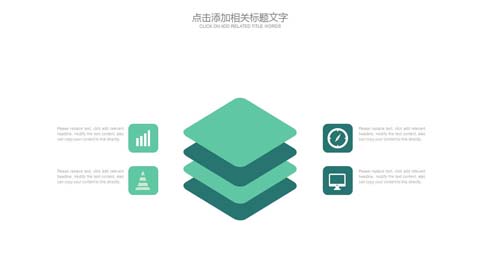 点击添加相关标题文字
CLICK ON ADD RELATED TITLE WORDS
Please replace text, click add relevant
headline, modify the text content, also
can copy your content to this directly.
Please replace text, click add relevant
headline, modify the text content, also
can copy your content to this directly.
Please replace text, click add relevant
headline, modify the text content, also
can copy your content to this directly.
Please replace text, click add relevant
headline, modify the text content, also
can copy your content to this directly.